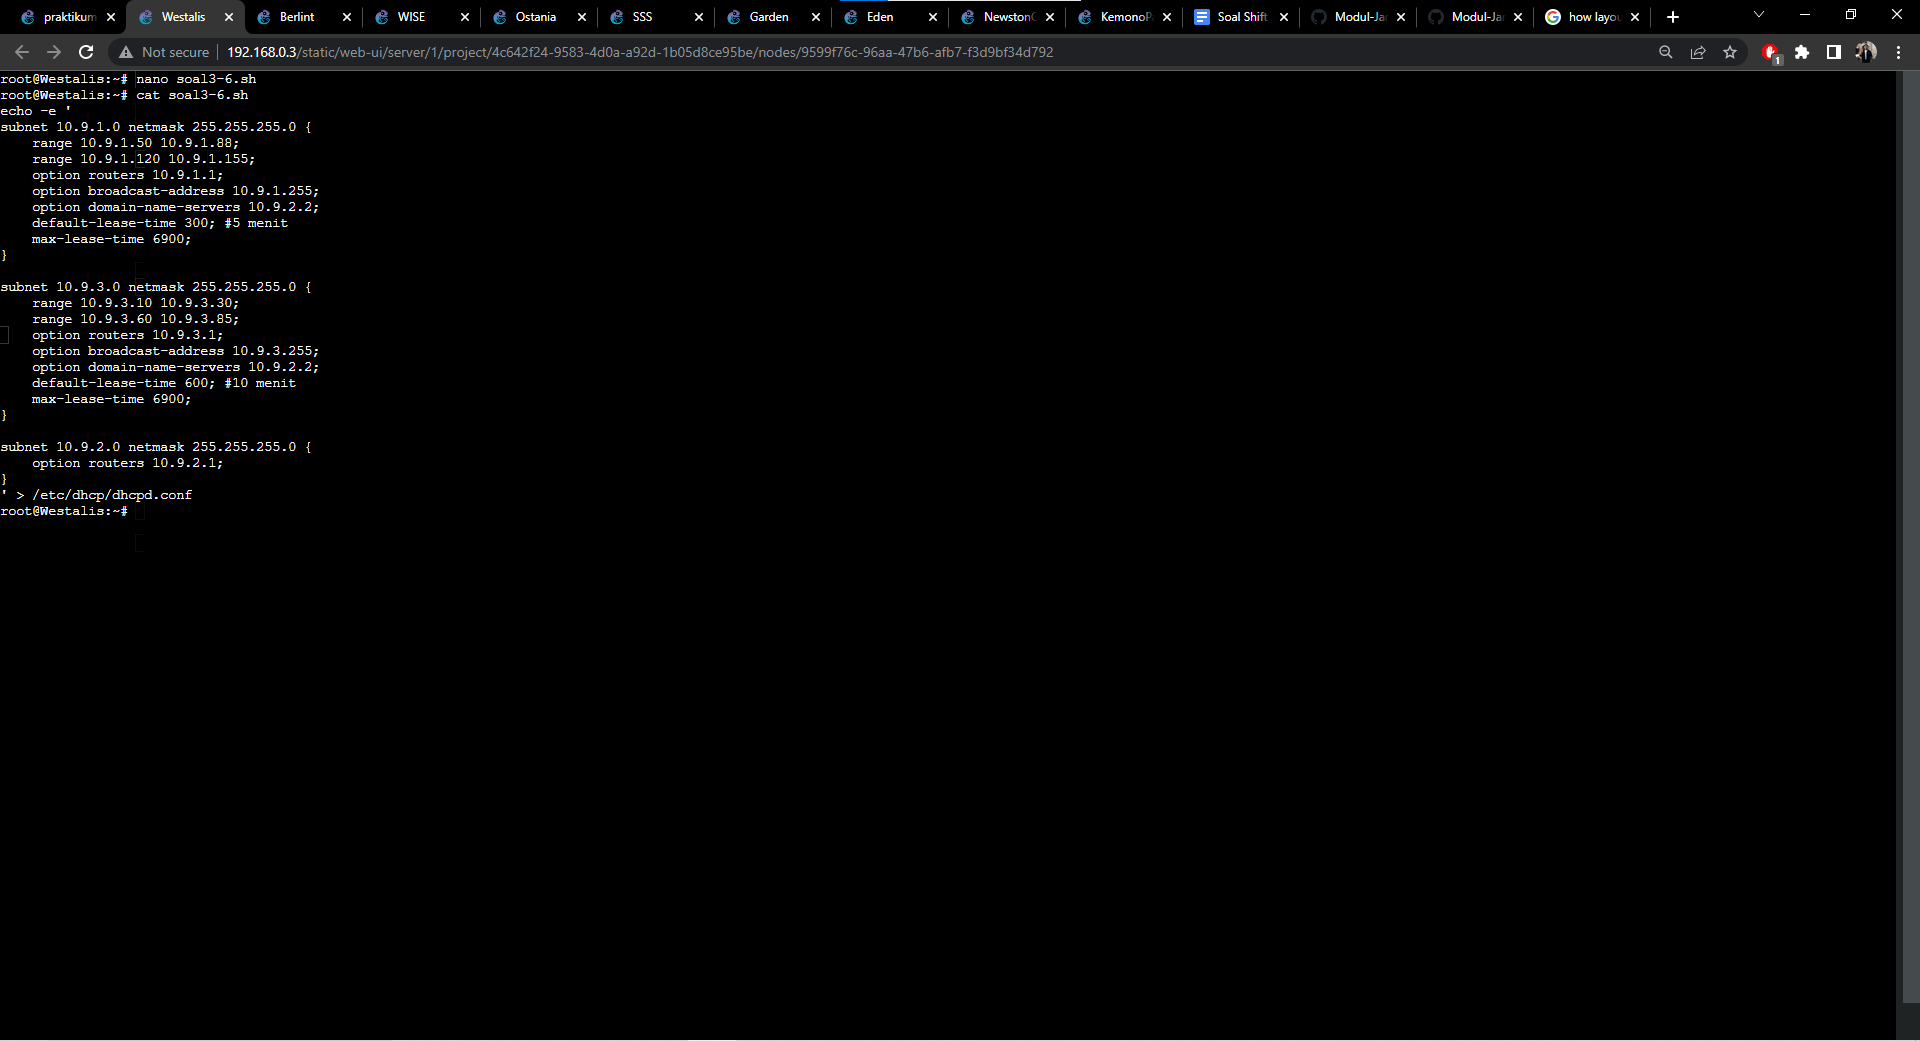 praktikum
Westalis
Berlint
WISE
Ostania
SSS
Garden
Eden
Newston
KemonoP
Soal Shift
Modul-Jar
Modul-Jar
how layou
Not secure
192.168.0.3/static/web-ui/server/1/project/4c642f24-9583-4d0a-a92d-1b05d8ce95be/nodes/9599f76c-96aa-47b6-afb7-f3d9bf34d792
1
root@Westalis:~# nano soal3-6.sh
root@Westalis:~# cat soal3-6.sh
echo -e '
subnet 10.9.1.0 netmask 255.255.255.0 {
    range 10.9.1.50 10.9.1.88;
    range 10.9.1.120 10.9.1.155;
    option routers 10.9.1.1;
    option broadcast-address 10.9.1.255;
    option domain-name-servers 10.9.2.2;
    default-lease-time 300; #5 menit
    max-lease-time 6900;
}
subnet 10.9.3.0 netmask 255.255.255.0 {
    range 10.9.3.10 10.9.3.30;
    range 10.9.3.60 10.9.3.85;
    option routers 10.9.3.1;
    option broadcast-address 10.9.3.255;
    option domain-name-servers 10.9.2.2;
    default-lease-time 600; #10 menit
    max-lease-time 6900;
}
subnet 10.9.2.0 netmask 255.255.255.0 {
    option routers 10.9.2.1;
}
' > /etc/dhcp/dhcpd.conf
root@Westalis:~#